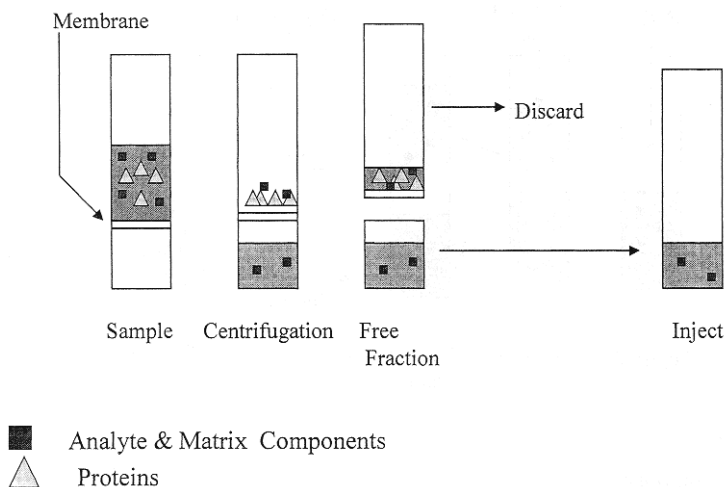 Membrane
Discard
Sample
Centrifugation
Free
Fraction
Inject
Analyte & Matrix Components
Proteins